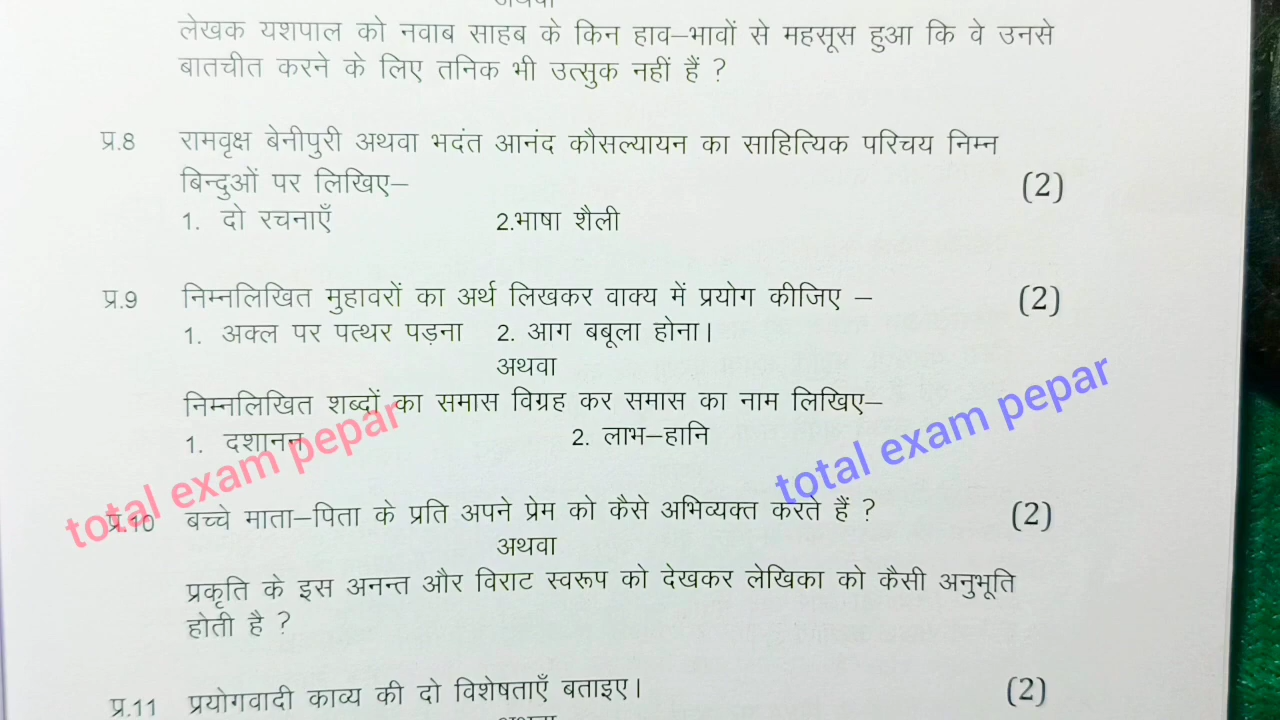 अथवा
लेखक यशपाल को नवाब साहब के किन हाव–भावों से महसूस हुआ कि वे उनसे
बातचीत करने के लिए तनिक भी उत्सुक नहीं हैं ?
प्र.8 रामवृक्ष बेनीपुरी अथवा भदंत आनंद कौसल्यायन का साहित्यिक परिचय निम्न
बिन्दुओं पर लिखिए– (2)
1. दो रचनाएँ 2.भाषा शैली
प्र.9 निम्नलिखित मुहावरों का अर्थ लिखकर वाक्य में प्रयोग कीजिए – (2)
1. अक्ल पर पत्थर पड़ना 2. आग बबूला होना।
अथवा
निम्नलिखित शब्दों का समास विग्रह कर समास का नाम लिखिए–
1. दशानन 2. लाभ–हानि
total exam pepar
total exam pepar
प्र.10 बच्चे माता–पिता के प्रति अपने प्रेम को कैसे अभिव्यक्त करते हैं ? (2)
अथवा
प्रकृति के इस अनन्त और विराट स्वरूप को देखकर लेखिका को कैसी अनुभूति
होती है ?
प्र.11 प्रयोगवादी काव्य की दो विशेषताएँ बताइए। (2)
अथवा